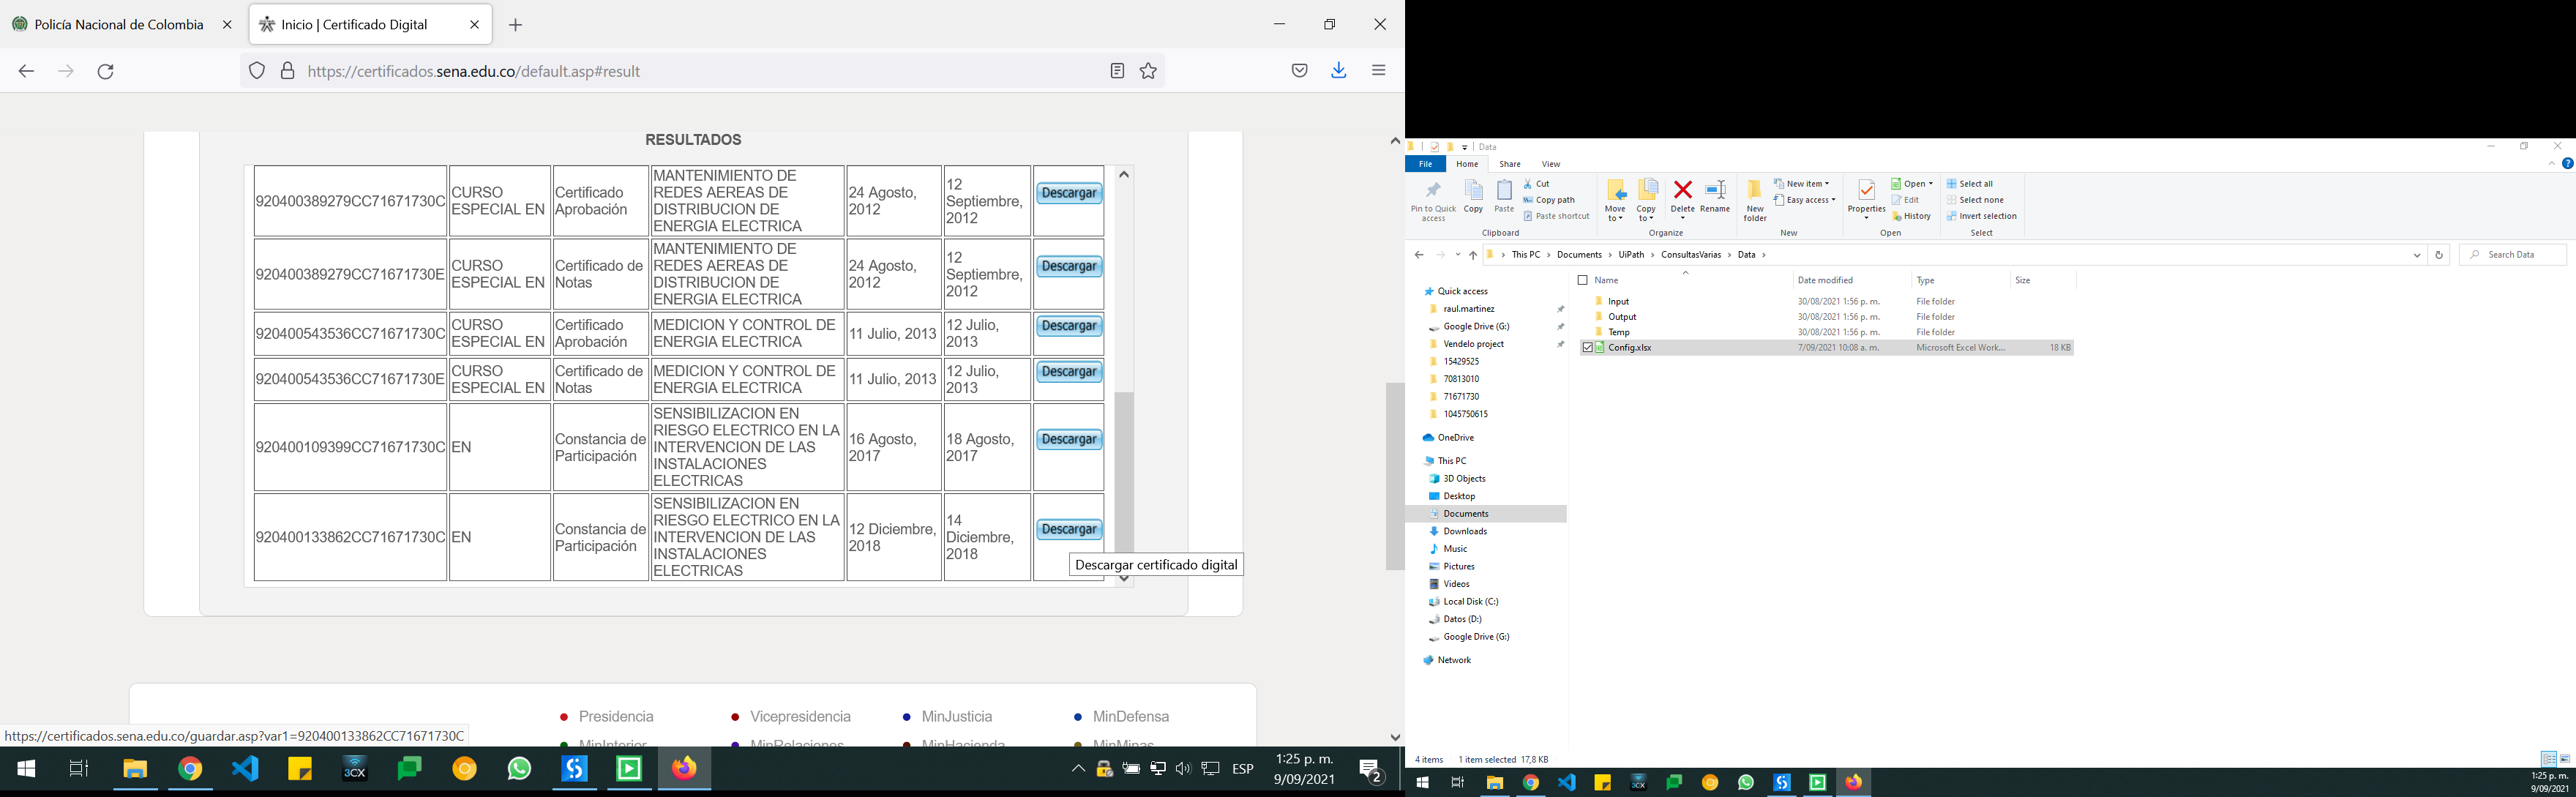 Policía Nacional de Colombia
Inicio | Certificado Digital
https://certificados.sena.edu.co/default.asp#result
RESULTADOS
920400389279CC71671730C
CURSO
ESPECIAL EN
Certificado
Aprobación
MANTENIMIENTO DE
REDES AEREAS DE
DISTRIBUCION DE
ENERGIA ELECTRICA
24 Agosto,
2012
12
Septiembre,
2012
Descargar
920400389279CC71671730E
CURSO
ESPECIAL EN
Certificado de
Notas
MANTENIMIENTO DE
REDES AEREAS DE
DISTRIBUCION DE
ENERGIA ELECTRICA
24 Agosto,
2012
12
Septiembre,
2012
Descargar
920400543536CC71671730C
CURSO
ESPECIAL EN
Certificado
Aprobación
MEDICION Y CONTROL DE
ENERGIA ELECTRICA
11 Julio, 2013
12 Julio,
2013
Descargar
920400543536CC71671730E
CURSO
ESPECIAL EN
Certificado de
Notas
MEDICION Y CONTROL DE
ENERGIA ELECTRICA
11 Julio, 2013
12 Julio,
2013
Descargar
920400109399CC71671730C
EN
Constancia de
Participación
SENSIBILIZACION EN
RIESGO ELECTRICO EN LA
INTERVENCION DE LAS
INSTALACIONES
ELECTRICAS
16 Agosto,
2017
18 Agosto,
2017
Descargar
920400133862CC71671730C
EN
Constancia de
Participación
SENSIBILIZACION EN
RIESGO ELECTRICO EN LA
INTERVENCION DE LAS
INSTALACIONES
ELECTRICAS
12 Diciembre,
2018
14
Diciembre,
2018
Descargar
Descargar certificado digital
Presidencia
Vicepresidencia
MinJusticia
MinDefensa
MinInterior
MinRelaciones
MinHacienda
MinMinas
https://certificados.sena.edu.co/guardar.asp?var1=920400133862CC71671730C
3CX
ESP
1:25 p. m.
9/09/2021
2
Data
File
Home
Share
View
Pin to Quick
access
Copy
Paste
Cut
Copy path
Paste shortcut
Clipboard
Move
to
Copy
to
Delete
Rename
Organize
New
folder
New item
Easy access
New
Properties
Open
Edit
History
Open
Select all
Select none
Invert selection
Select
This PC > Documents > UiPath > ConsultasVarias > Data >
Search Data
Quick access
raul.martinez
Google Drive (G:)
Vendelo project
15429525
70813010
71671730
1045750615
OneDrive
This PC
3D Objects
Desktop
Documents
Downloads
Music
Pictures
Videos
Local Disk (C:)
Datos (D:)
Google Drive (G:)
Network
Name
Date modified
Type
Size
Input
30/08/2021 1:56 p. m.
File folder
Output
30/08/2021 1:56 p. m.
File folder
Temp
30/08/2021 1:56 p. m.
File folder
Config.xlsx
7/09/2021 10:08 a. m.
Microsoft Excel Work...
18 KB
4 items
1 item selected 17,8 KB
3CX
1:25 p. m.
9/09/2021